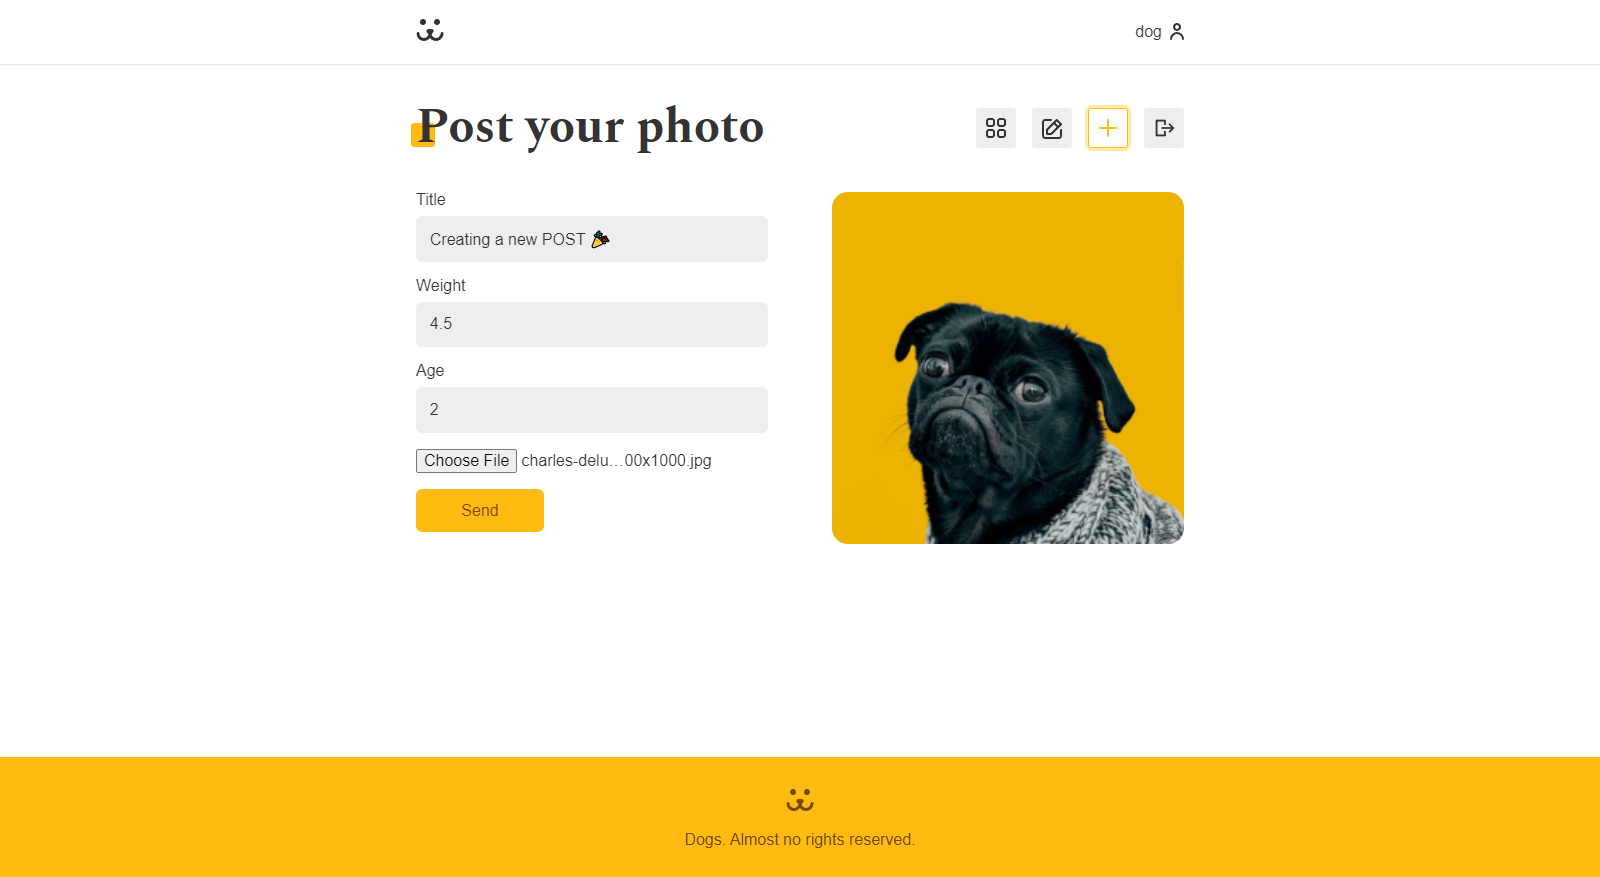 dog
Post your photo
Title
Creating a new POST 🎉
Weight
4.5
Age
2
Choose File charles-delu…00x1000.jpg
Send
Dogs. Almost no rights reserved.